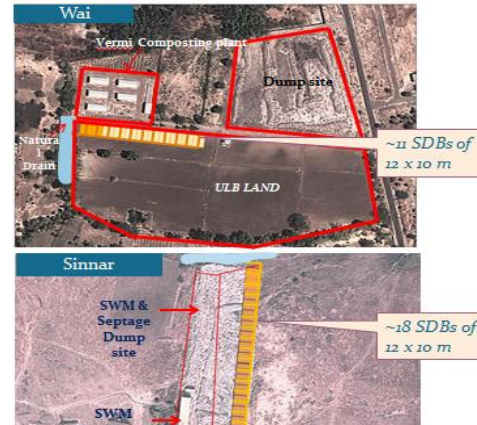 Wai
Vermi Composting plant
Dump site
Natura
l
Drain
~11 SDBs of
12 x 10 m
ULB LAND
Sinnar
SWM &
Septage
Dump
site
~18 SDBs of
12 x 10 m
SWM